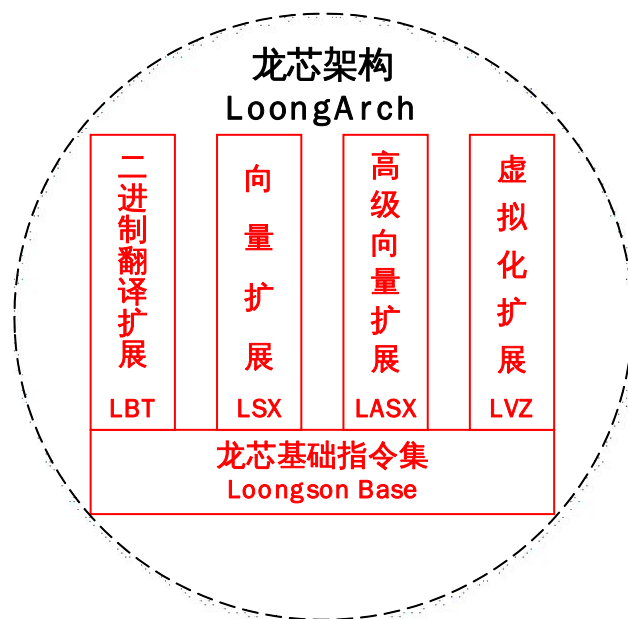 龙芯架构
LoongArch
二进制翻译扩展
LBT
向量扩展
LSX
高级向量扩展
LASX
虚拟化扩展
LVZ
龙芯基础指令集
Loongson Base